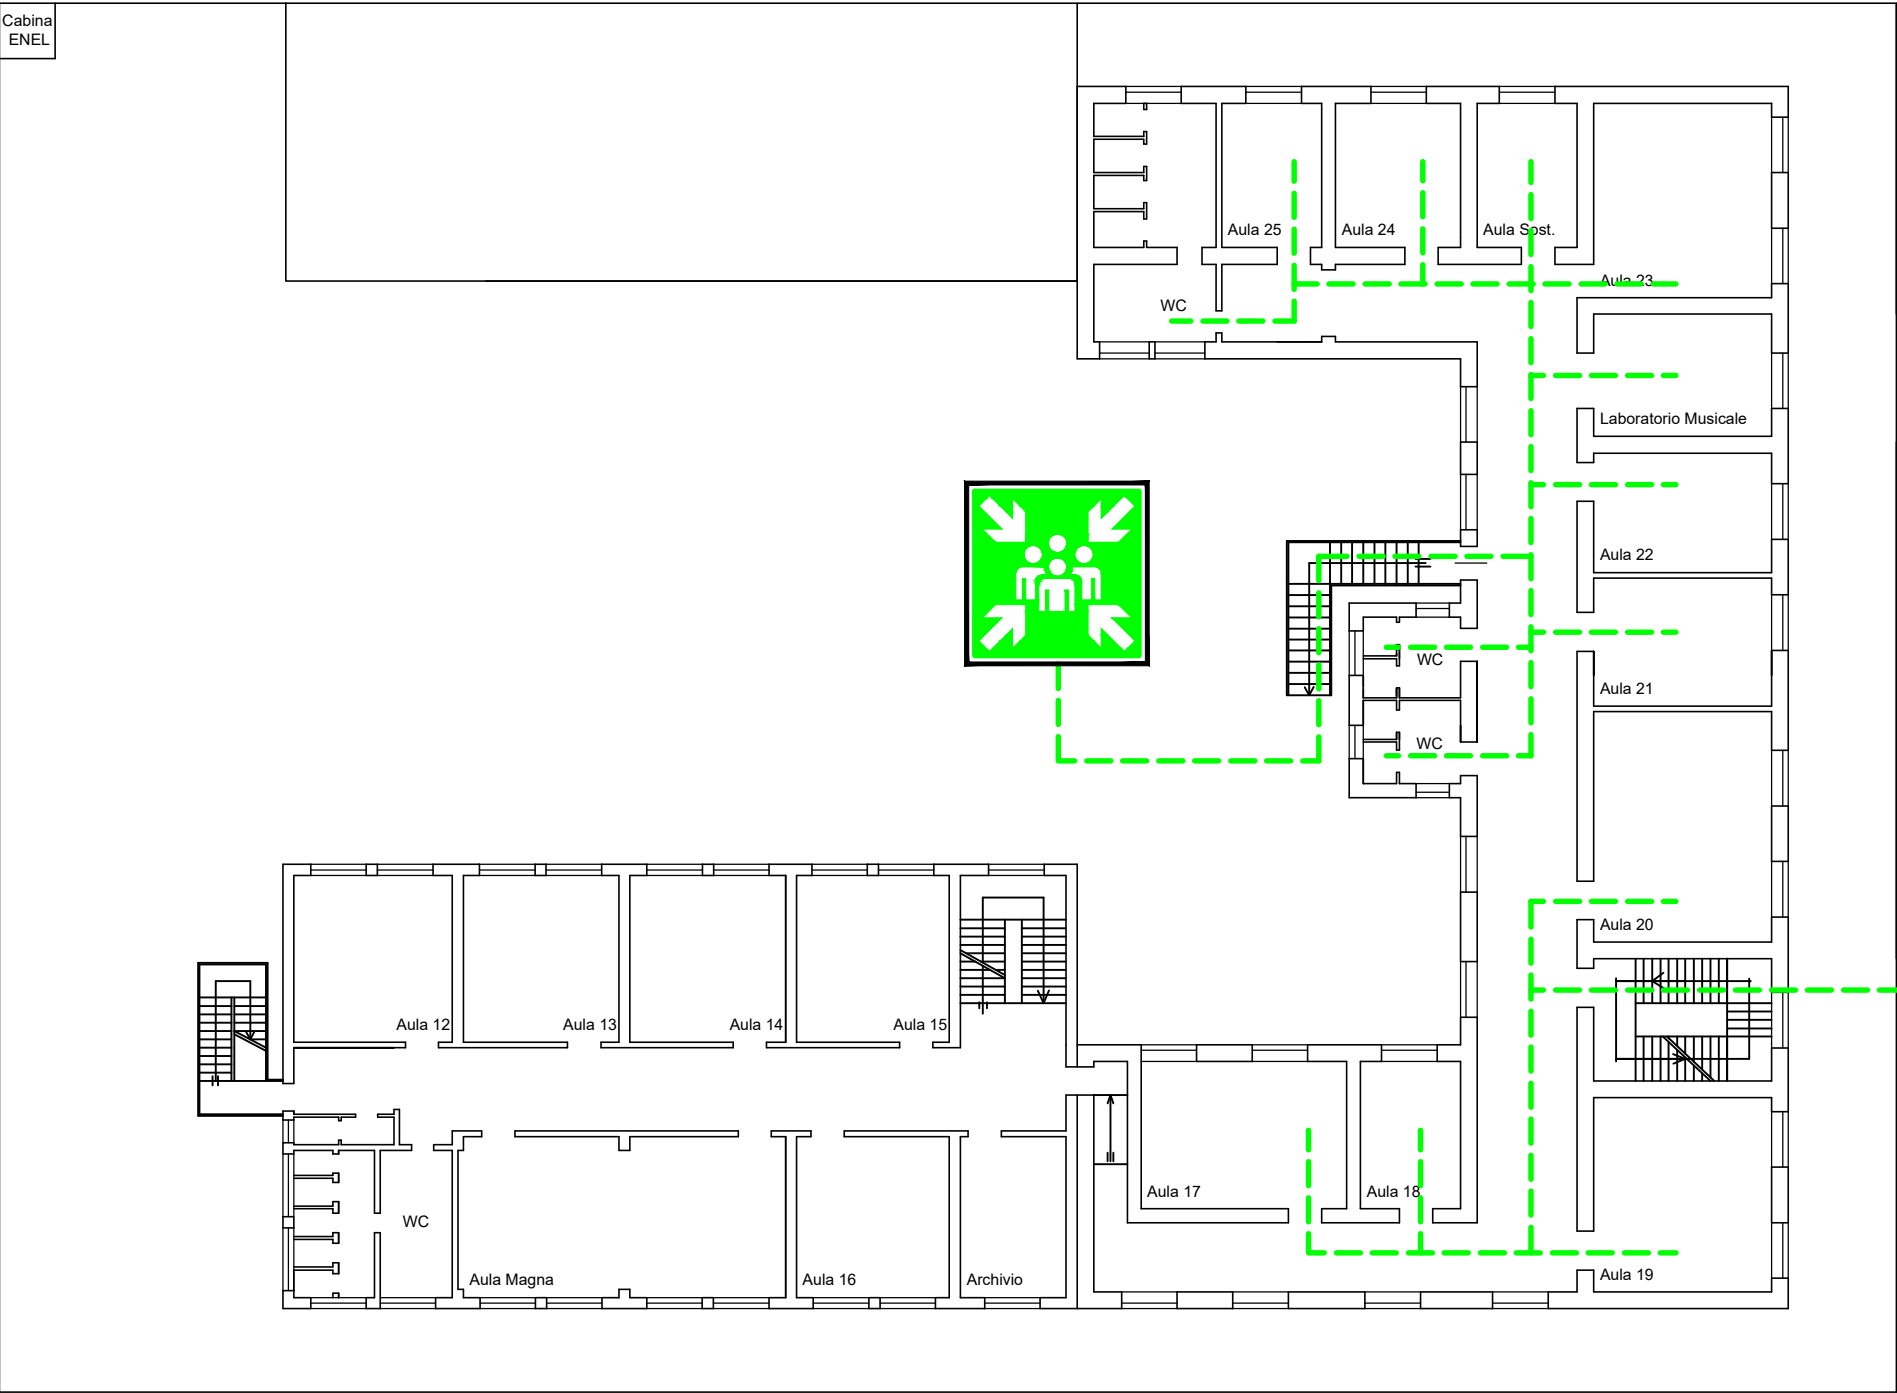 Cabina
ENEL
Aula 25
Aula 24
Aula Sost.
Aula 23
WC
Laboratorio Musicale
Aula 22
WC
Aula 21
WC
Aula 20
Aula 12
Aula 13
Aula 14
Aula 15
Aula 17
Aula 18
WC
Aula Magna
Aula 16
Archivio
Aula 19